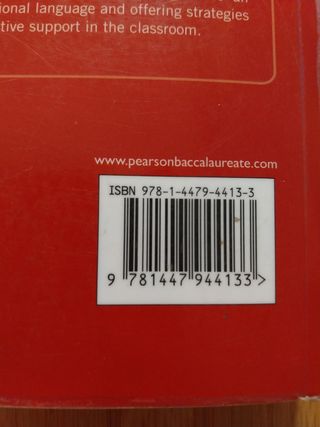 ional language and offering strategies
tive support in the classroom.
www.pearsonbaccalaureate.com
ISBN 978-1-4479-4413-3
9 781447 944133 >